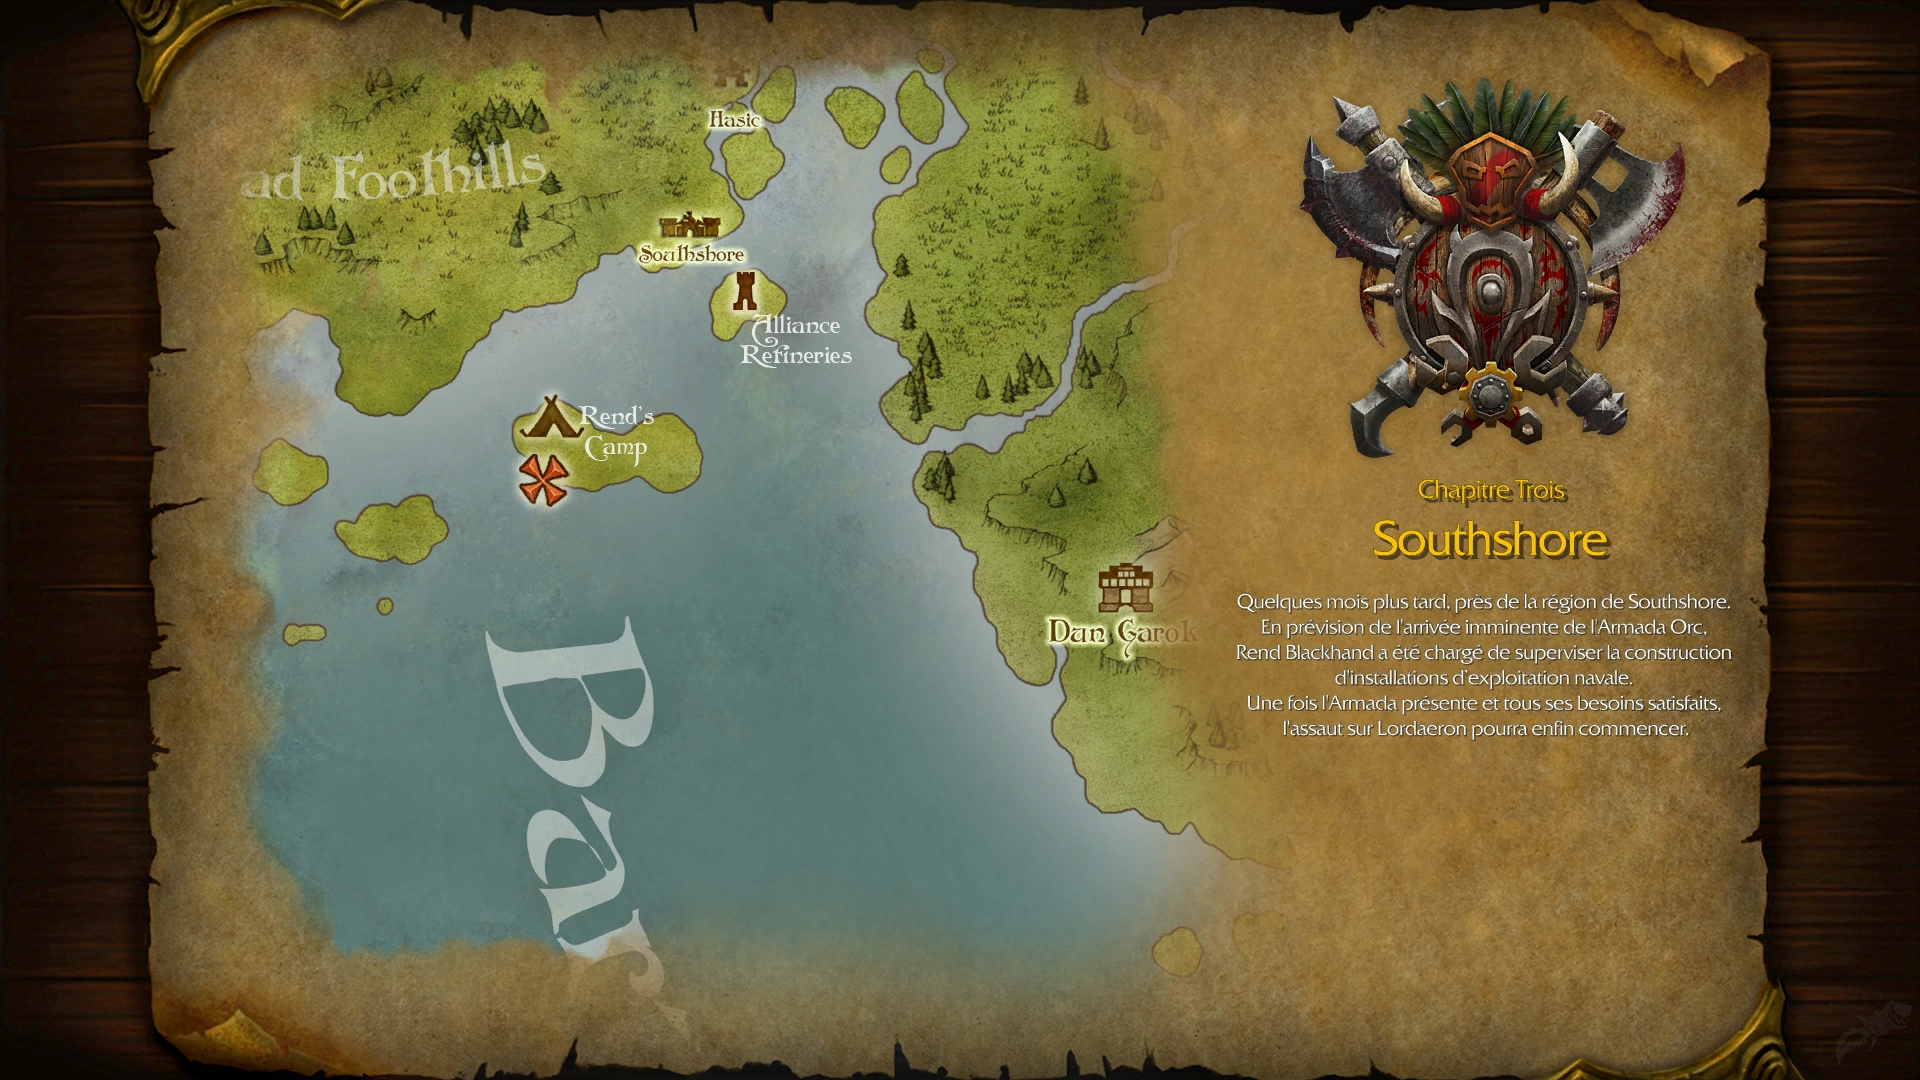 Hasic
ad Foothills
Southshore
Alliance
Refineries
Rend's
Camp
Dun Garok
Bar
Chapitre Trois
Southshore
Quelques mois plus tard, près de la région de Southshore.
En prévision de l'arrivée imminente de l'Armada Orc,
Rend Blackhand a été chargé de superviser la construction
d'installations d'exploitation navale.
Une fois l'Armada présente et tous ses besoins satisfaits,
l'assaut sur Lordaeron pourra enfin commencer.